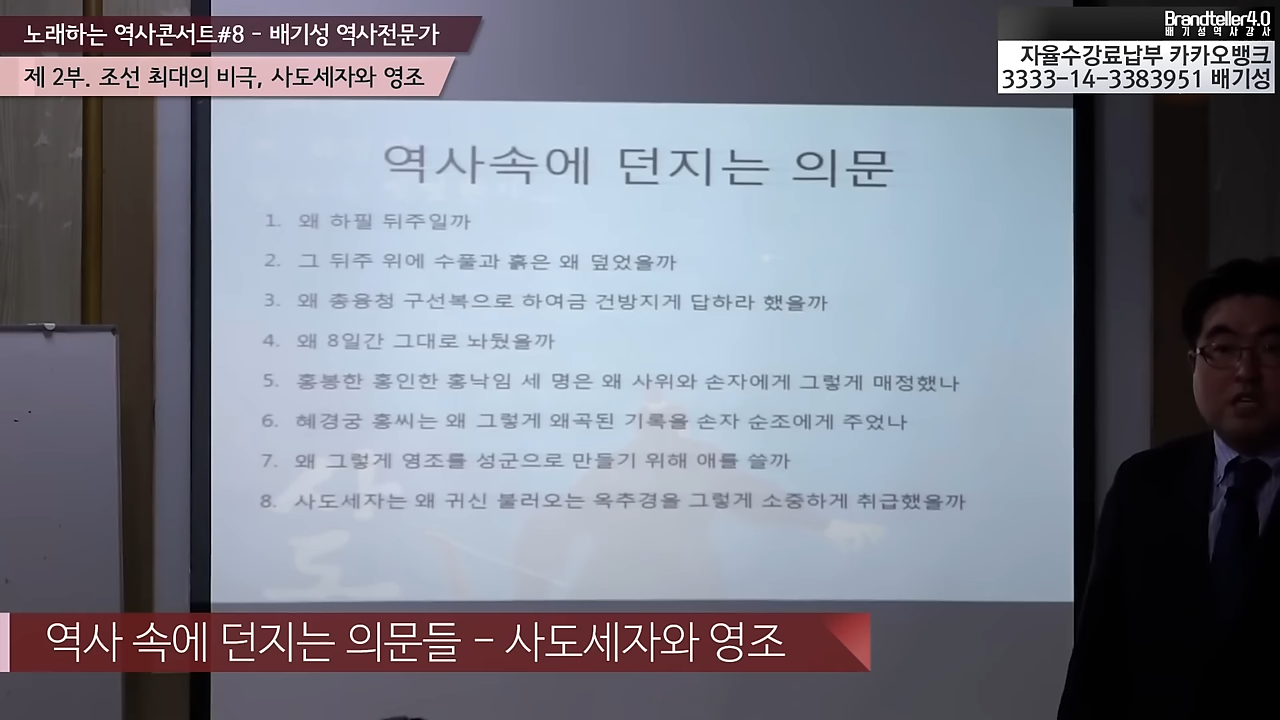 노래하는 역사콘서트#8 - 배기성 역사전문가
제 2부. 조선 최대의 비극, 사도세자와 영조
Brandteller4.0
배기성역사강사
자율수강료납부 카카오뱅크
3333-14-3383951 배기성
역사속에 던지는 의문
1. 왜 하필 뒤주일까
2. 그 뒤주 위에 수풀과 흙은 왜 덮었을까
3. 왜 총융청 구선복으로 하여금 건방지게 답하라 했을까
4. 왜 8일간 그대로 놔뒀을까
5. 홍봉한 홍인한 홍낙임 세 명은 왜 사위와 손자에게 그렇게 매정했나
6. 혜경궁 홍씨는 왜 그렇게 왜곡된 기록을 손자 순조에게 주었나
7. 왜 그렇게 영조를 성군으로 만들기 위해 애를 쓸까
8. 사도세자는 왜 귀신 불러오는 옥추경을 그렇게 소중하게 취급했을까
사
도
역사 속에 던지는 의문들 - 사도세자와 영조